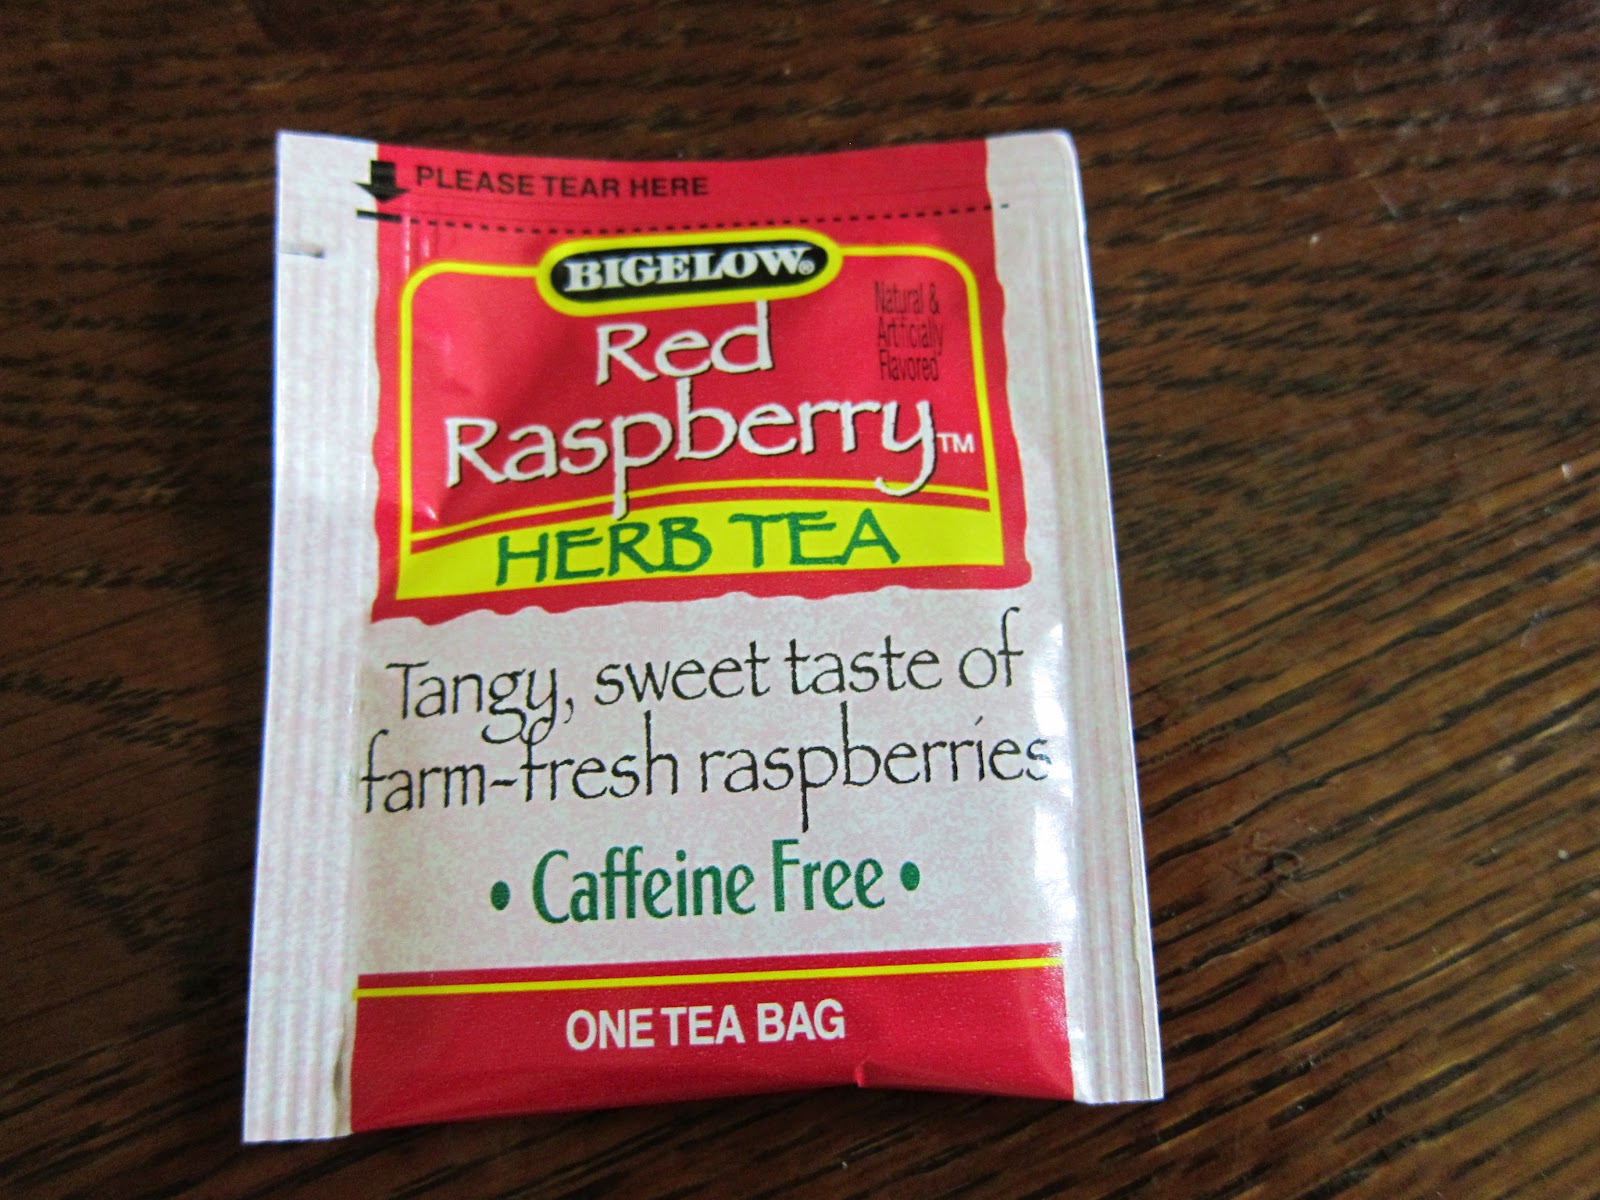 PLEASE TEAR HERE
BIGELOW®
Natural &
Artificially
Flavored
Red
Raspberry™
HERB TEA
Tangy, sweet taste of
farm-fresh raspberries
• Caffeine Free •
ONE TEA BAG